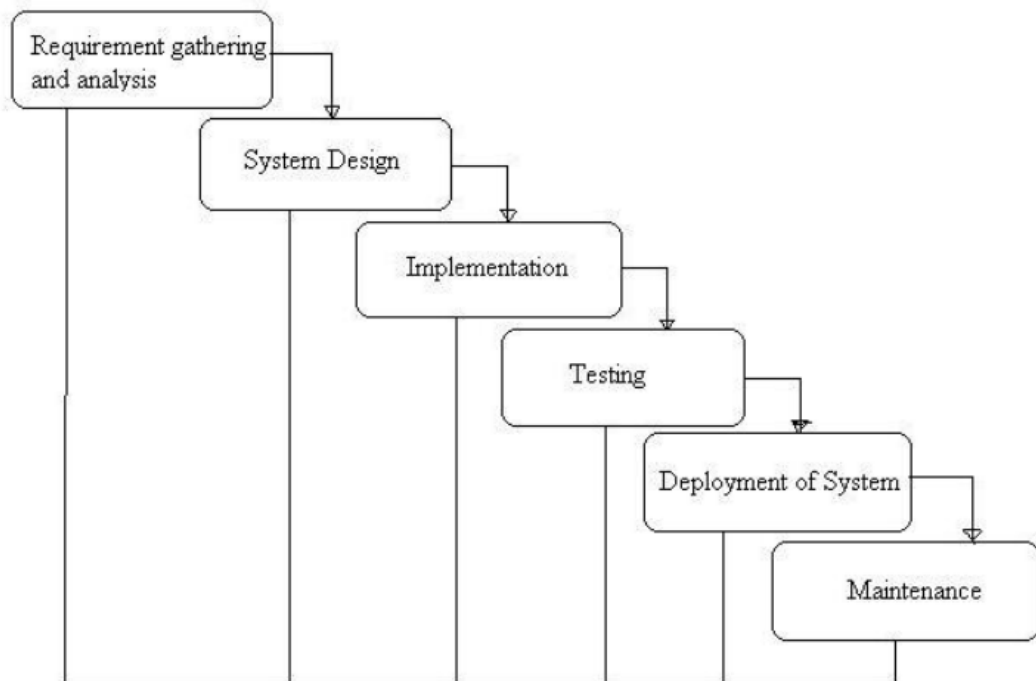 Requirement gathering
and analysis
System Design
Implementation
Testing
Deployment of System
Maintenance